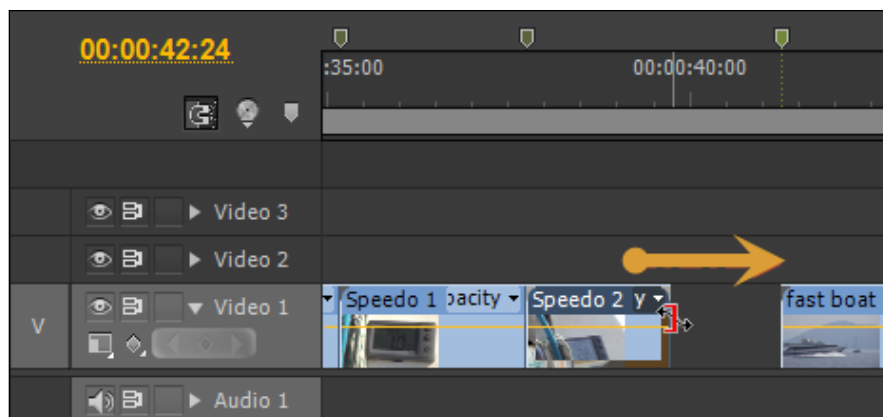 00:00:42:24
:35:00 00:00:40:00
Video 3
Video 2
V Video 1
Speedo 1 pacity Speedo 2 y fast boat
Audio 1